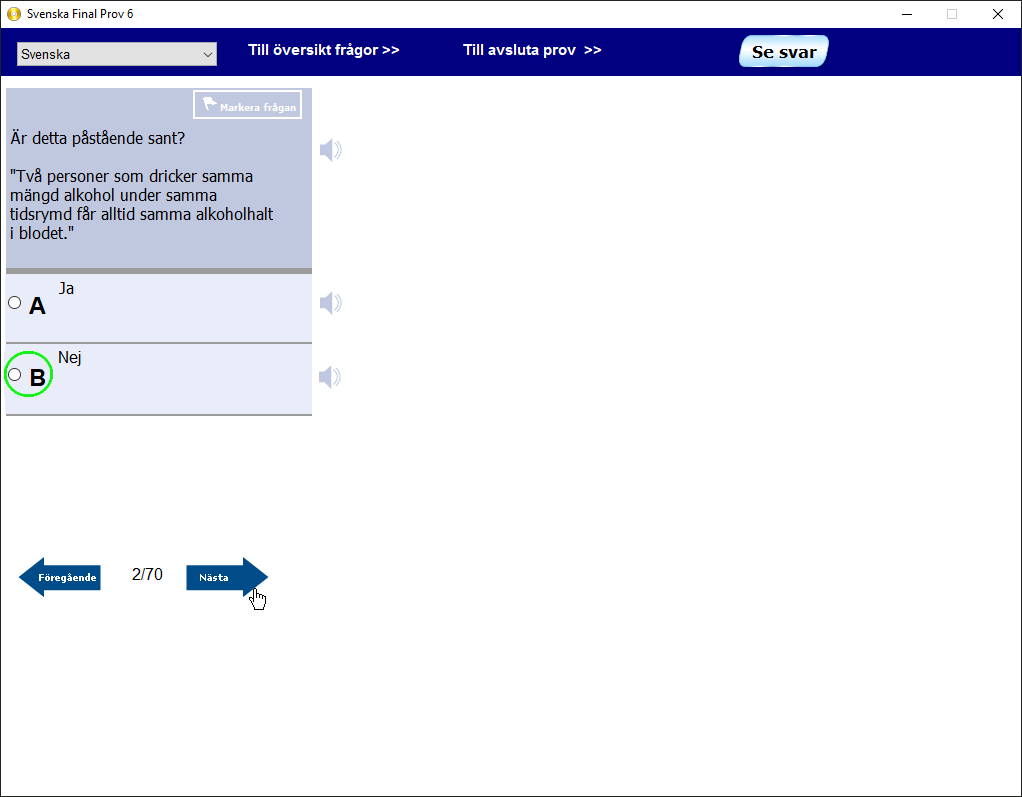 Svenska Final Prov 6
Svenska
Till översikt frågor >>
Till avsluta prov >>
Se svar
Markera frågan
Är detta påstående sant?
"Två personer som dricker samma
mängd alkohol under samma
tidsrymd får alltid samma alkoholhalt
i blodet."
A Ja
B Nej
Föregående
2/70
Nästa